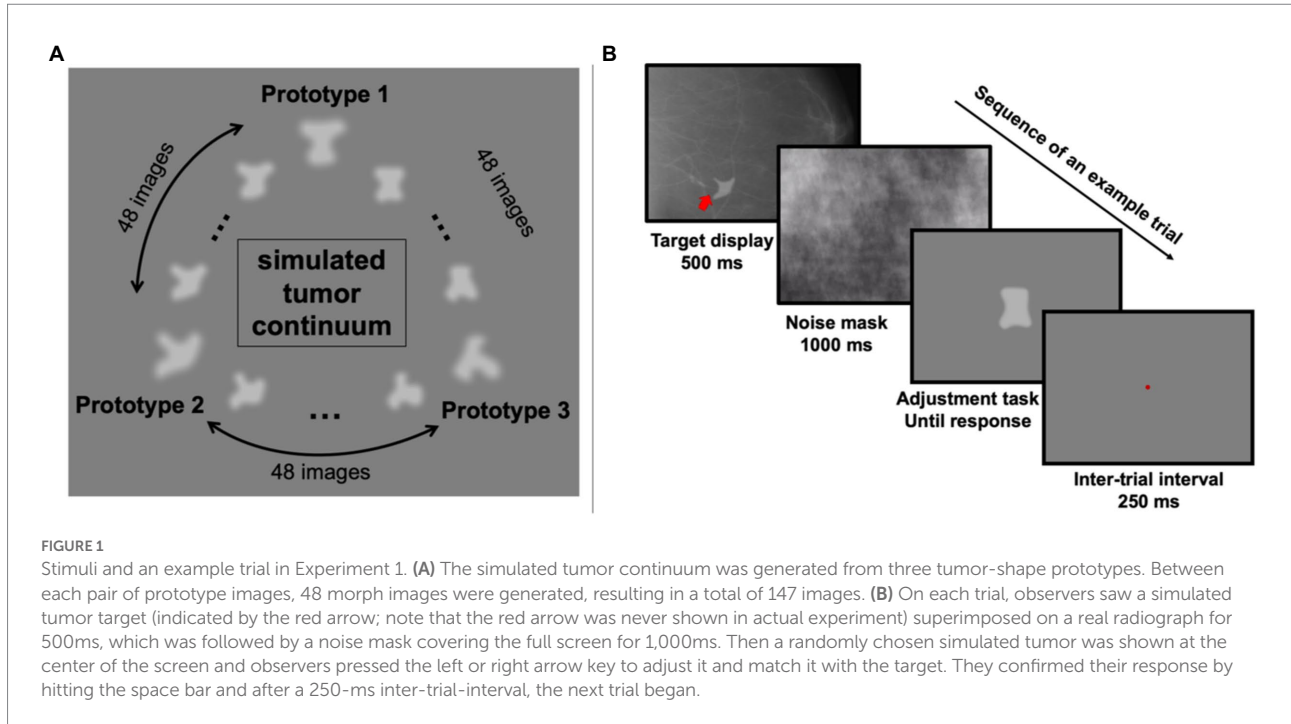 A
Prototype 1
48 images
48 images
simulated
tumor
continuum
Prototype 2
...
Prototype 3
48 images
B
Sequence of an example trial
Target display
500 ms
Noise mask
1000 ms
Adjustment task
Until response
Inter-trial interval
250 ms
FIGURE 1
Stimuli and an example trial in Experiment 1. (A) The simulated tumor continuum was generated from three tumor-shape prototypes. Between
each pair of prototype images, 48 morph images were generated, resulting in a total of 147 images. (B) On each trial, observers saw a simulated
tumor target (indicated by the red arrow; note that the red arrow was never shown in actual experiment) superimposed on a real radiograph for
500ms, which was followed by a noise mask covering the full screen for 1,000ms. Then a randomly chosen simulated tumor was shown at the
center of the screen and observers pressed the left or right arrow key to adjust it and match it with the target. They confirmed their response by
hitting the space bar and after a 250-ms inter-trial-interval, the next trial began.